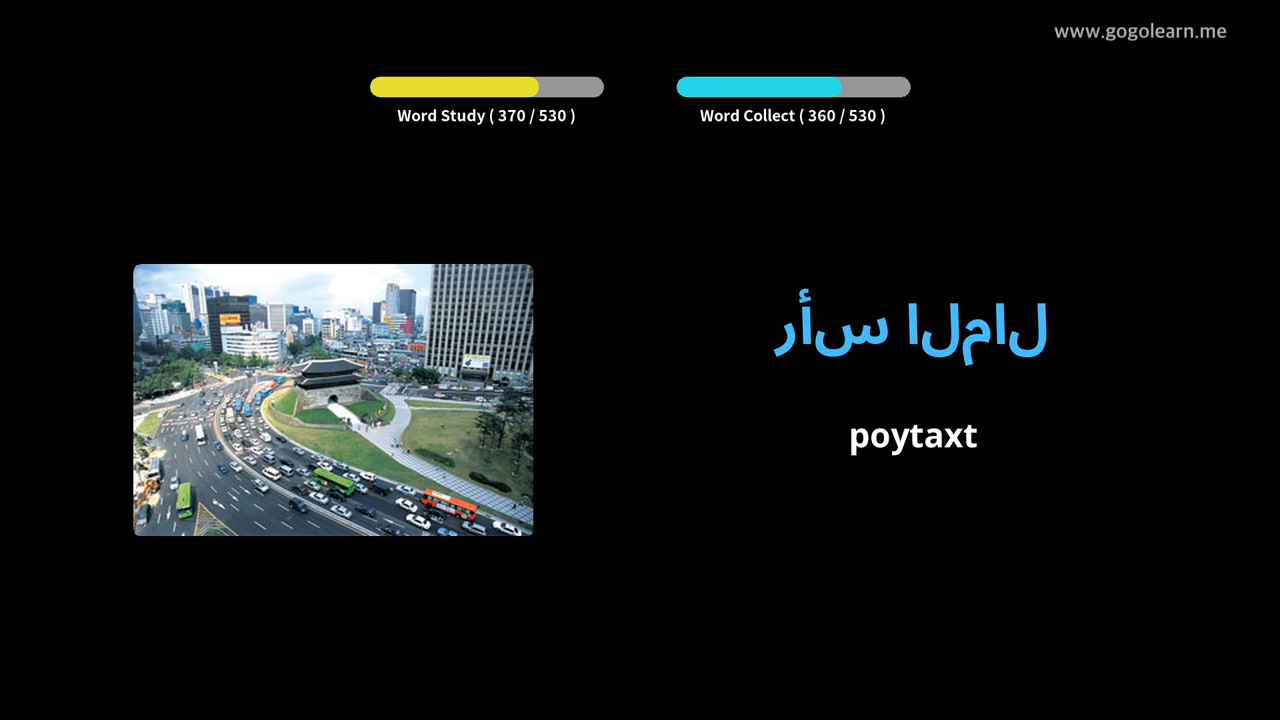 www.gogolearn.me
Word Study ( 370 / 530 )
Word Collect ( 360 / 530 )
رأس المال
poytaxt